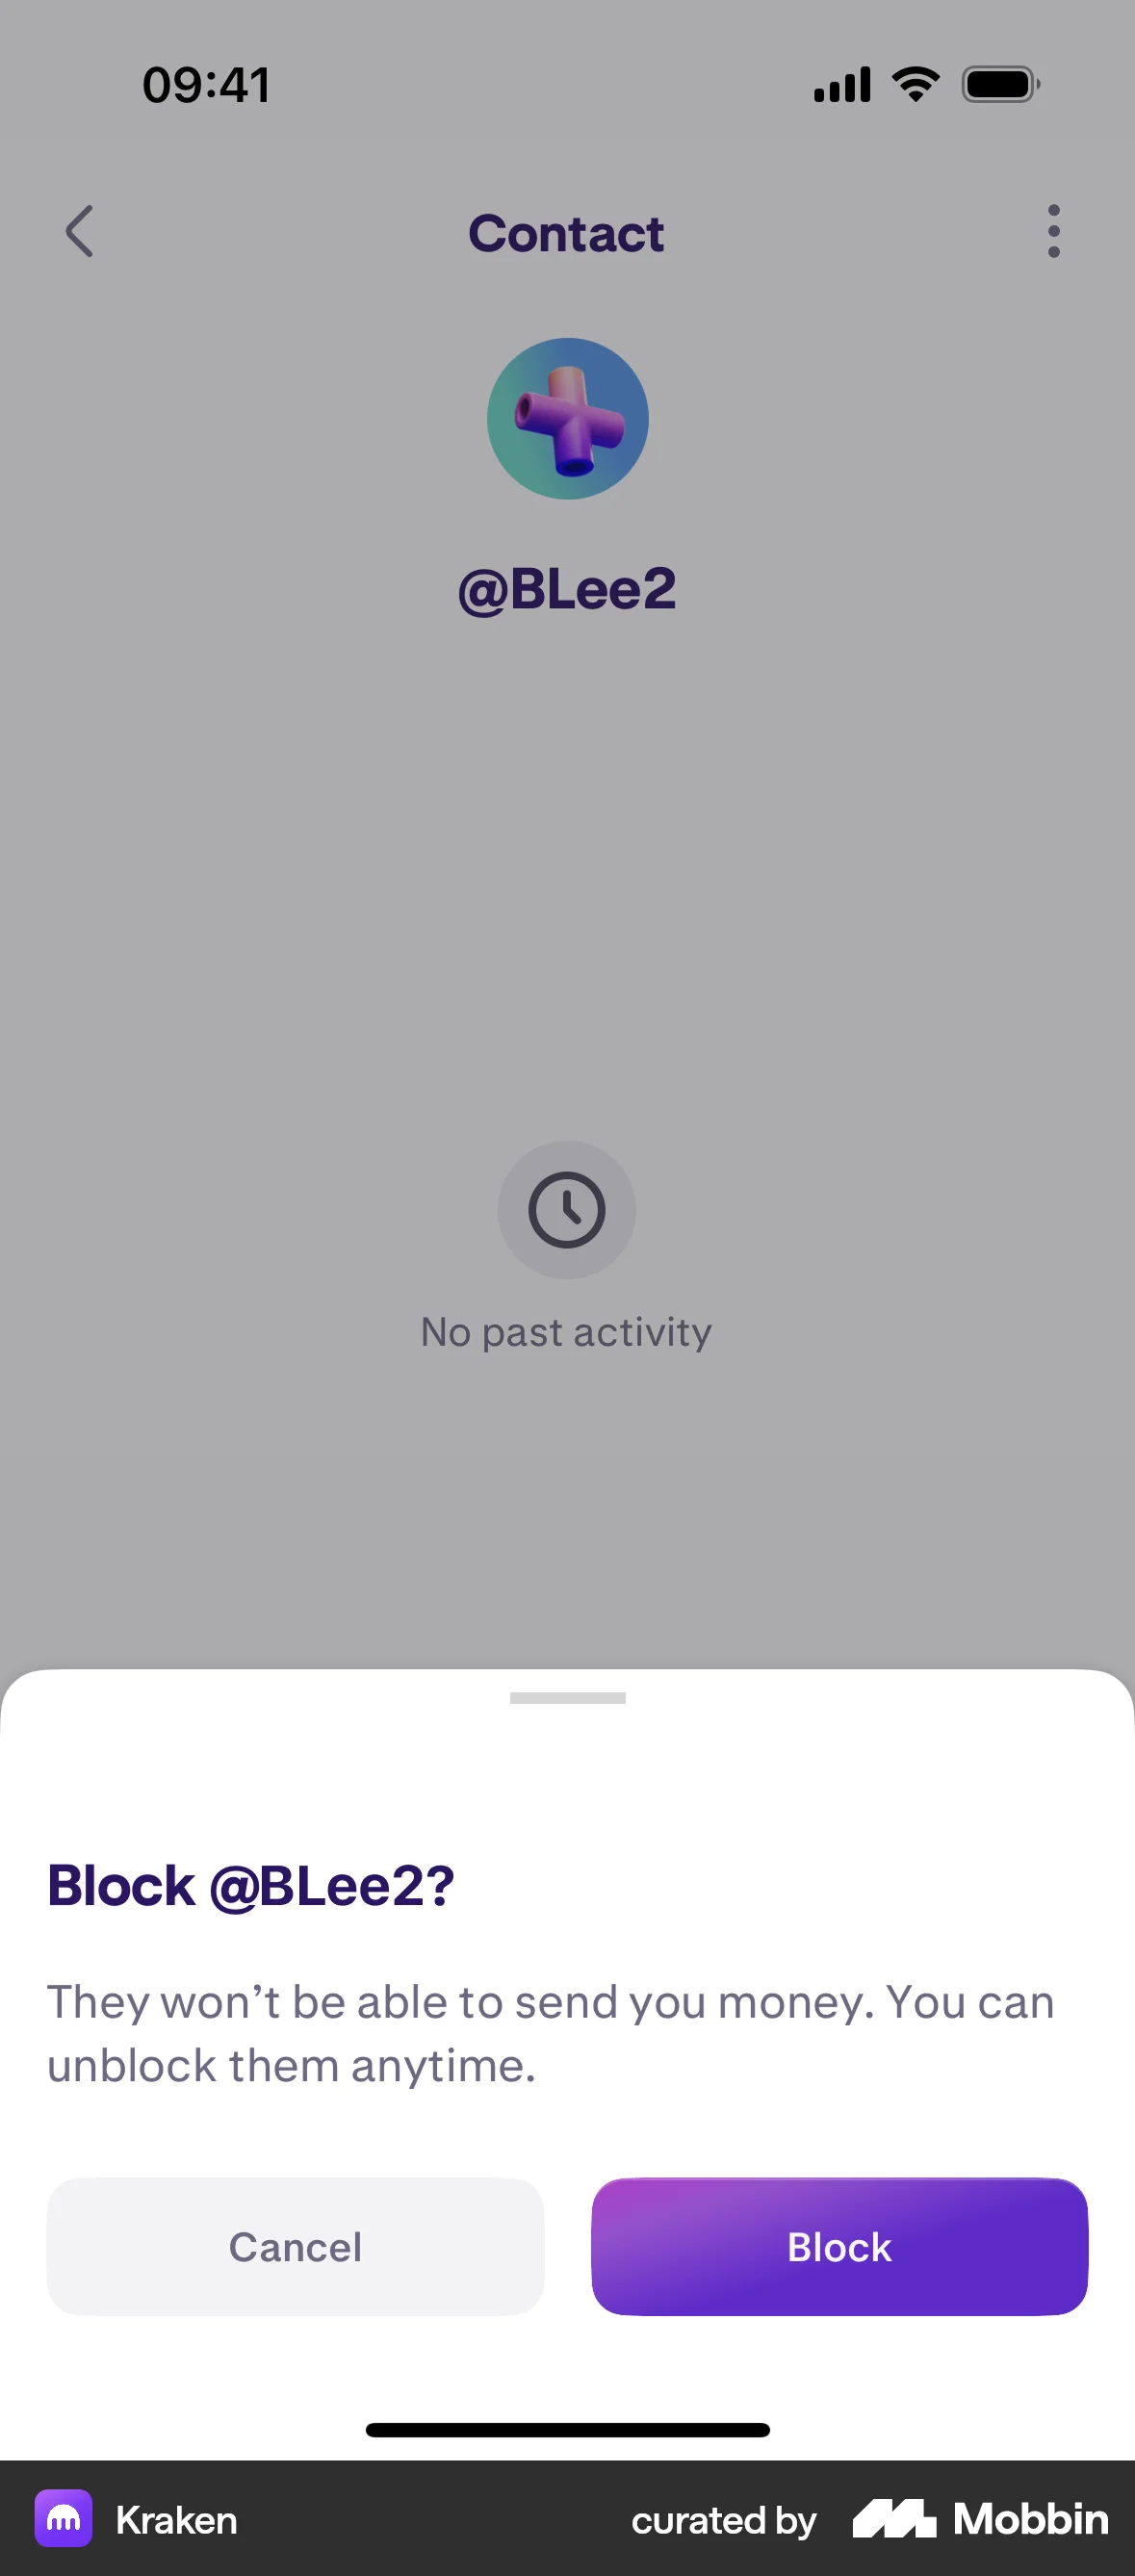 09:41
Contact
@BLee2
No past activity
Block @BLee2?
They won’t be able to send you money. You can
unblock them anytime.
Cancel
Block
Kraken
curated by
Mobbin